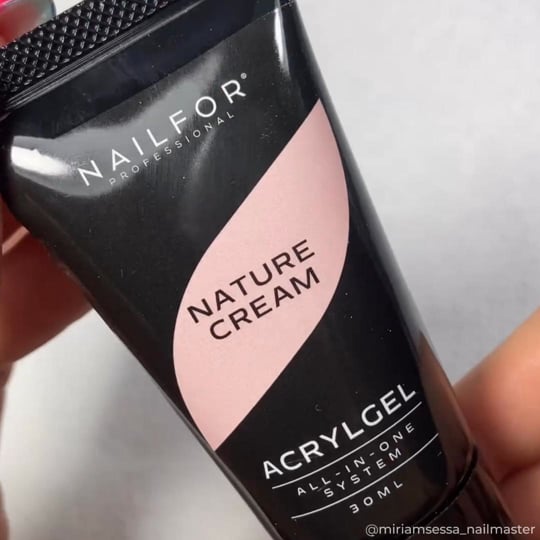 NAILFOR®
PROFESSIONAL
NATURE
CREAM
ACRYLGEL
ALL-IN-ONE
SYSTEM
30ML
@miriamsessa_nailmaster